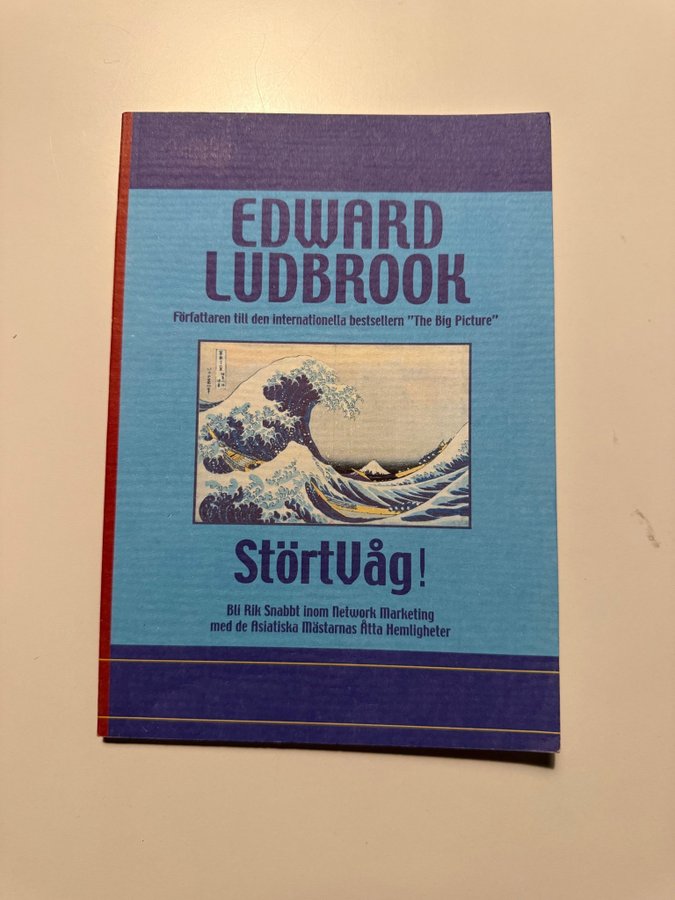 EDWARD
LUDBROOK
Författaren till den internationella bestsellern "The Big Picture"
StörtVåg!
Bli Rik Snabbt inom Network Marketing
med de Asiatiska Mästarnas Åtta Hemligheter